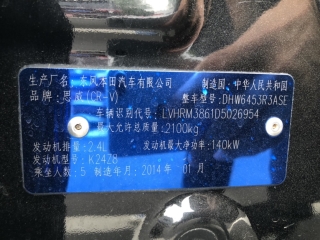 生产厂名：东风本田汽车有限公司 制造国：中华人民共和国
品牌：思威(CR-V) 整车型号：DHW6453R3ASE
车辆识别代号：LVHRM3861D5026954
最大允许总质量：2100kg
发动机排量：2.4L 发动机最大净功率：140kW
发动机型号：K24Z8
乘坐人数：5 制造年月：2014年 01月